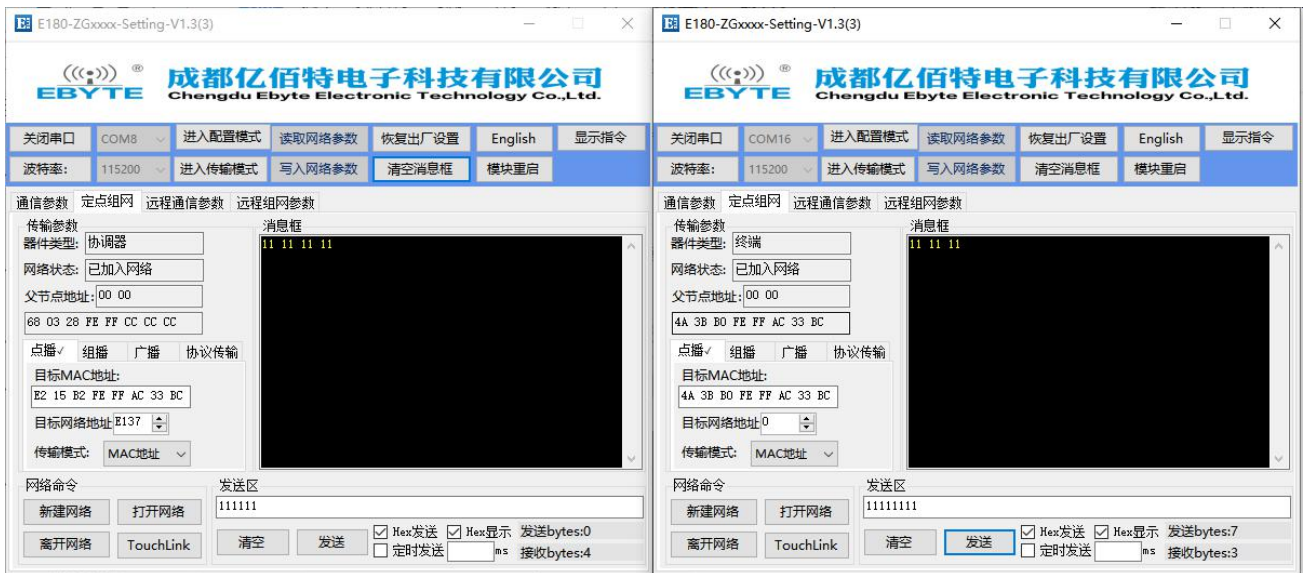 E180-ZGxxxx-Setting-V1.3(3)
EBYTE ®
成都亿佰特电子科技有限公司
Chengdu Ebyte Electronic Technology Co.,Ltd.
关闭串口 COM8 进入配置模式 读取网络参数 恢复出厂设置 English 显示指令
波特率: 115200 进入传输模式 写入网络参数 清空消息框 模块重启
通信参数 定点组网 远程通信参数 远程组网参数
传输参数
器件类型: 协调器
网络状态: 已加入网络
父节点地址: 00 00
68 03 28 FE FF CC CC CC
点播√ 组播 广播 协议传输
目标MAC地址:
E2 15 B2 FE FF AC 33 BC
目标网络地址 E137
传输模式: MAC地址
消息框
11 11 11 11
网络命令
新建网络 打开网络
离开网络 TouchLink
发送区
111111
清空 发送
Hex发送 Hex显示 发送bytes:0
定时发送 ms 接收bytes:4
E180-ZGxxxx-Setting-V1.3(3)
EBYTE ®
成都亿佰特电子科技有限公司
Chengdu Ebyte Electronic Technology Co.,Ltd.
关闭串口 COM16 进入配置模式 读取网络参数 恢复出厂设置 English 显示指令
波特率: 115200 进入传输模式 写入网络参数 清空消息框 模块重启
通信参数 定点组网 远程通信参数 远程组网参数
传输参数
器件类型: 终端
网络状态: 已加入网络
父节点地址: 00 00
4A 3B B0 FE FF AC 33 BC
点播√ 组播 广播 协议传输
目标MAC地址:
4A 3B B0 FE FF AC 33 BC
目标网络地址 0
传输模式: MAC地址
消息框
11 11 11
网络命令
新建网络 打开网络
离开网络 TouchLink
发送区
11111111
清空 发送
Hex发送 Hex显示 发送bytes:7
定时发送 ms 接收bytes:3